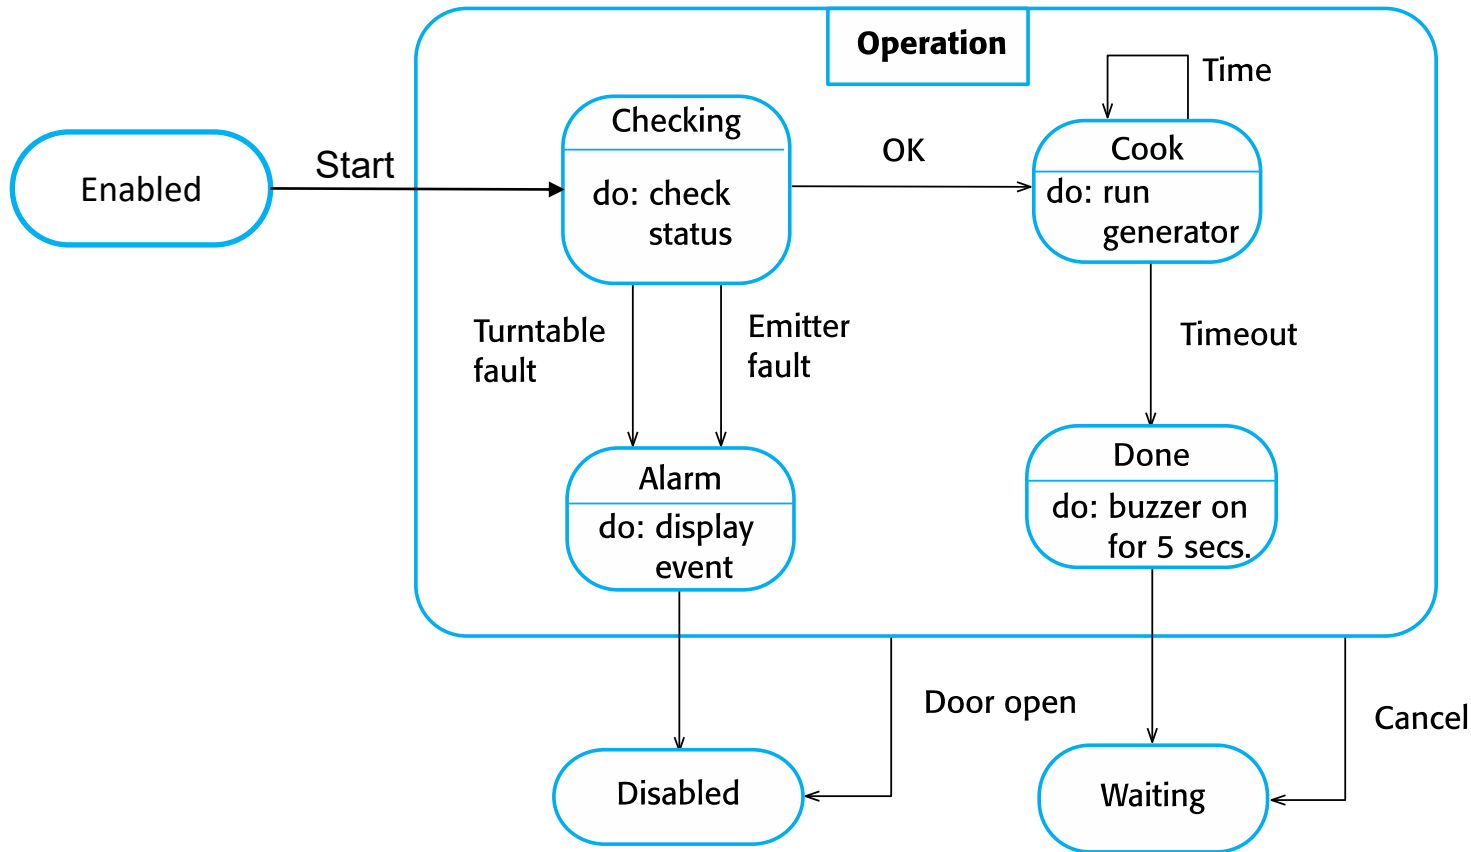 Operation
Time
Checking
OK
Cook
Start
Enabled
do: check
status
do: run
generator
Turntable
fault
Emitter
fault
Timeout
Alarm
do: display
event
Done
do: buzzer on
for 5 secs.
Door open
Cancel
Disabled
Waiting